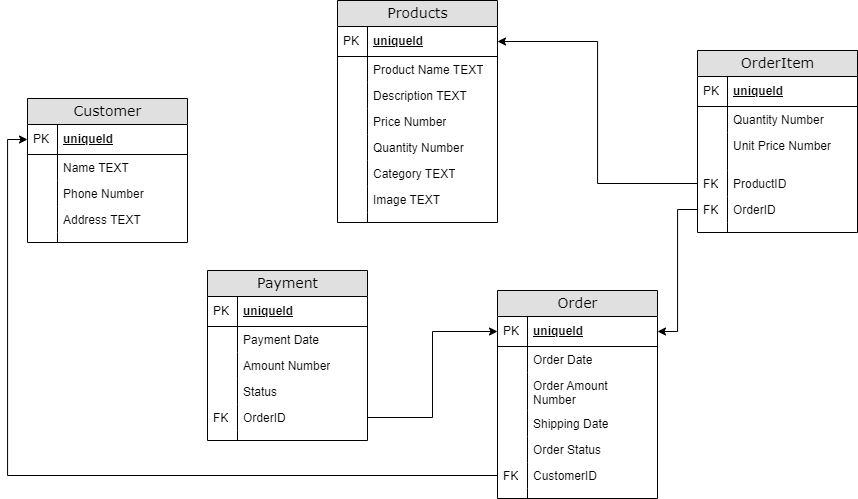 Products
PK uniqueId
Product Name TEXT
Description TEXT
Price Number
Quantity Number
Category TEXT
Image TEXT
OrderItem
PK uniqueId
Quantity Number
Unit Price Number
FK ProductID
FK OrderID
Customer
PK uniqueId
Name TEXT
Phone Number
Address TEXT
Payment
PK uniqueId
Payment Date
Amount Number
Status
FK OrderID
Order
PK uniqueId
Order Date
Order Amount
Number
Shipping Date
Order Status
FK CustomerID